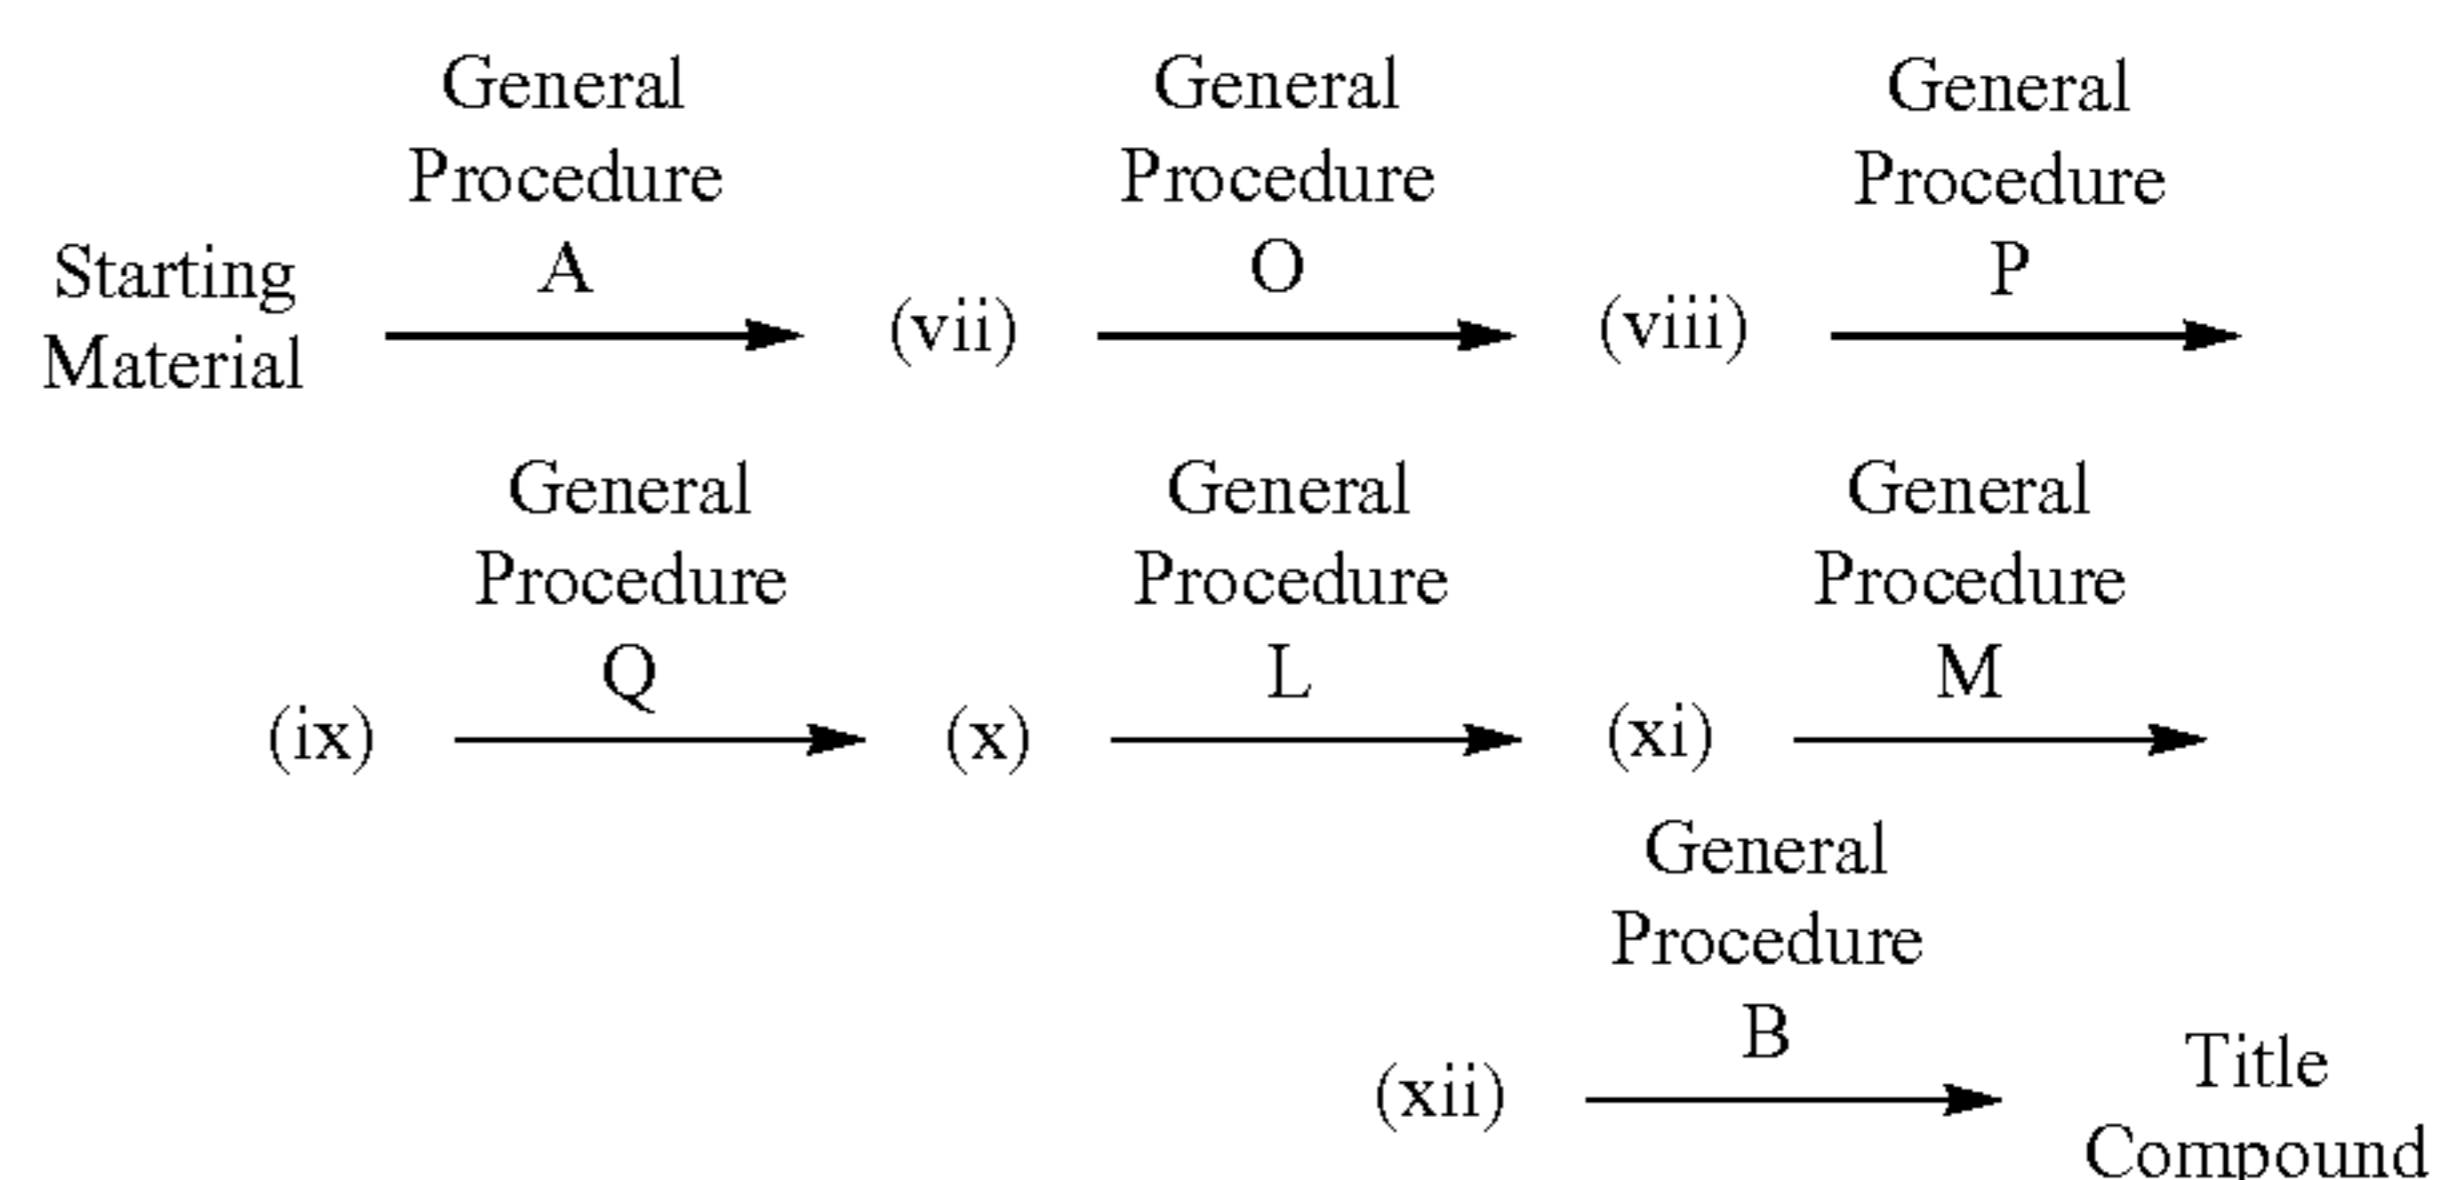 General
Procedure
A
General
Procedure
O
General
Procedure
P
Starting
Material
(vii)
(viii)
General
Procedure
Q
General
Procedure
L
General
Procedure
M
(ix)
(x)
(xi)
General
Procedure
B
(xii)
Title
Compound